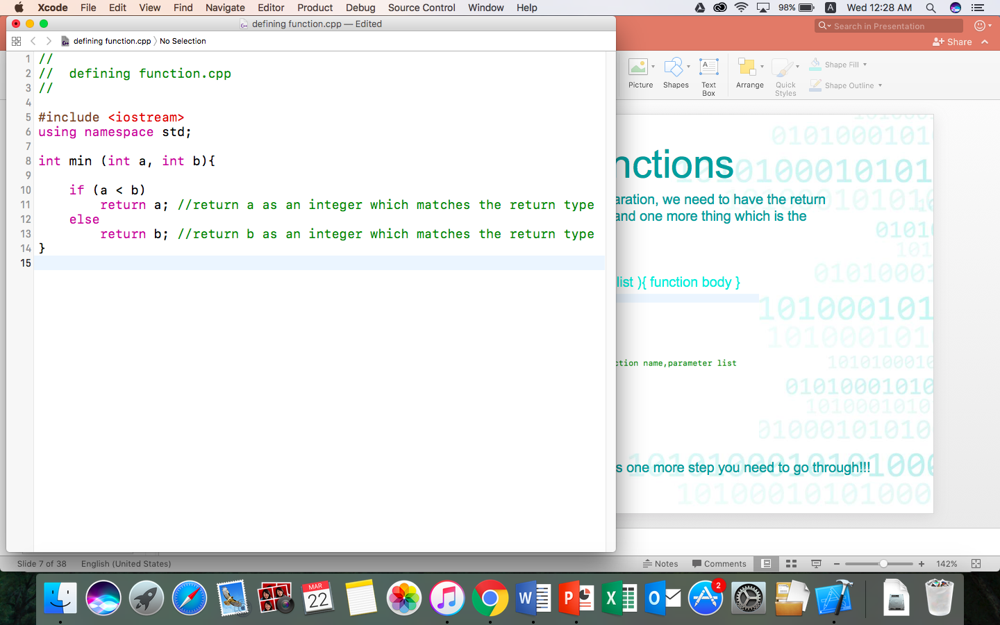 Xcode File Edit View Find Navigate Editor Product Debug Source Control Window Help 98% A Wed 12:28 AM
defining function.cpp — Edited
Search in Presentation
defining function.cpp No Selection
Share
1 //
2 //  defining function.cpp
3 //
4
5 #include <iostream>
6 using namespace std;
7
8 int min (int a, int b){
9
10     if (a < b)
11         return a; //return a as an integer which matches the return type
12     else
13         return b; //return b as an integer which matches the return type
14 }
15
Picture Shapes Text Box Arrange Quick Styles Shape Fill
Shape Outline
nctions
aration, we need to have the return
and one more thing which is the
list ){ function body }
ction name,parameter list
s one more step you need to go through!!!
Slide 7 of 38 English (United States) Notes Comments 142%
MAR
22
2